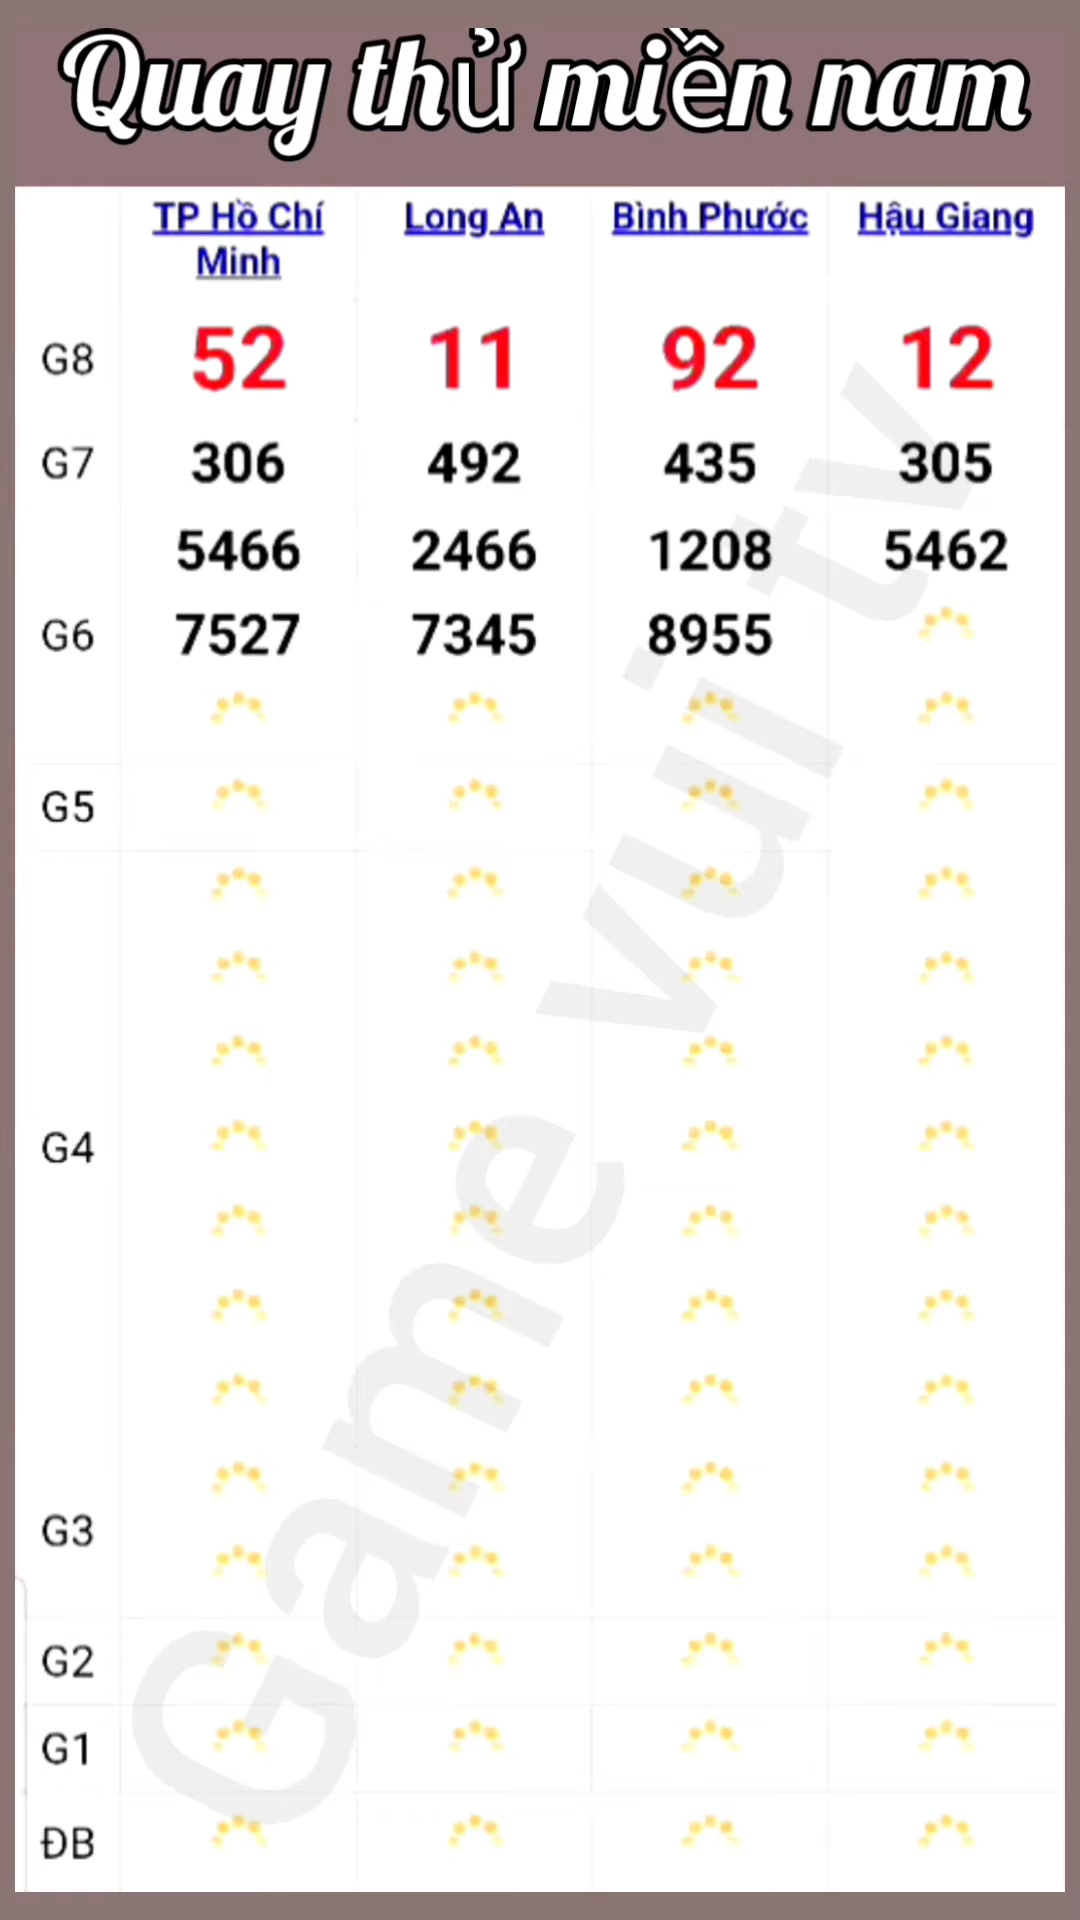 Quay thử miền nam
TP Hồ Chí Minh Long An Bình Phước Hậu Giang
G8 52 11 92 12
G7 306 492 435 305
5466 2466 1208 5462
G6 7527 7345 8955
G5
G4
G3
G2
G1
ĐB
Game vui tv